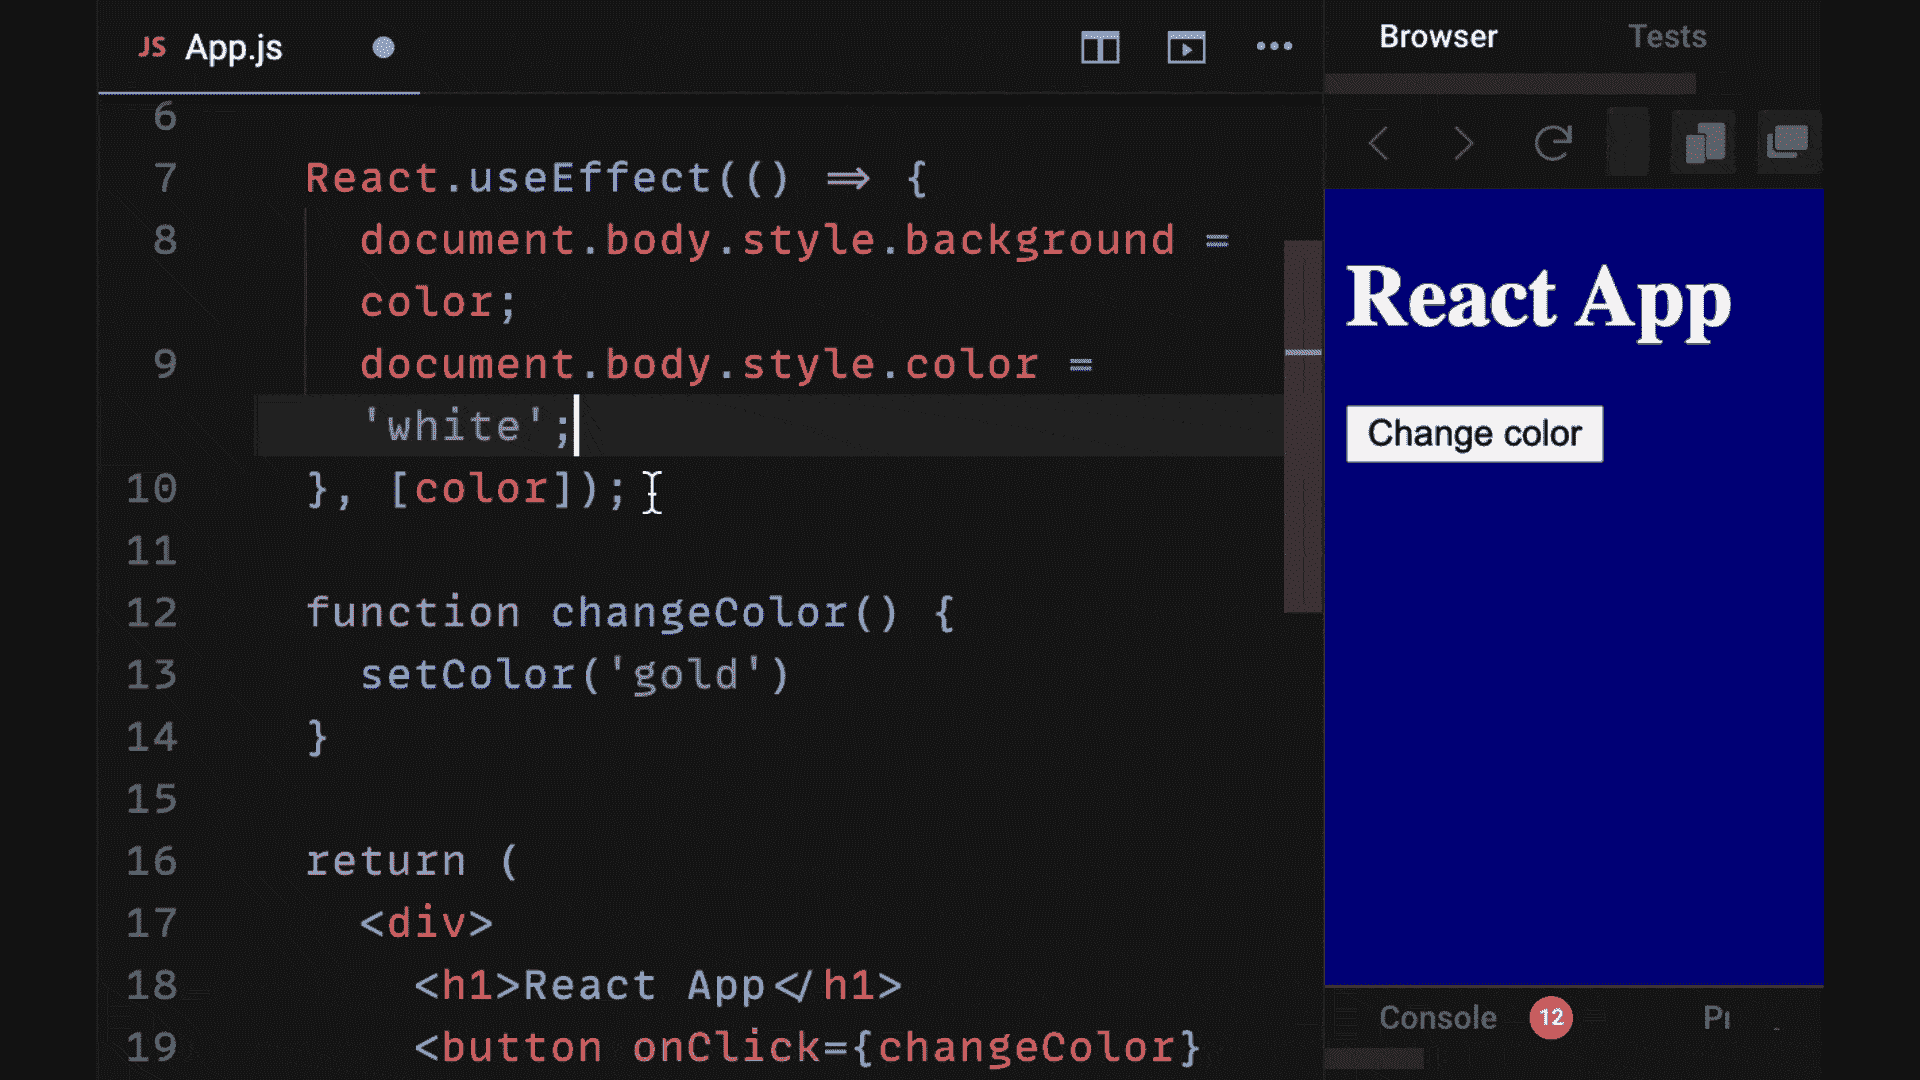 JS App.js
Browser Tests
6
7 React.useEffect(() => {
8 document.body.style.background =
color;
9 document.body.style.color =
'white';
10 }, [color]);
11
12 function changeColor() {
13 setColor('gold')
14 }
15
16 return (
17 <div>
18 <h1>React App</h1>
19 <button onClick={changeColor}
React App
Change color
Console 12